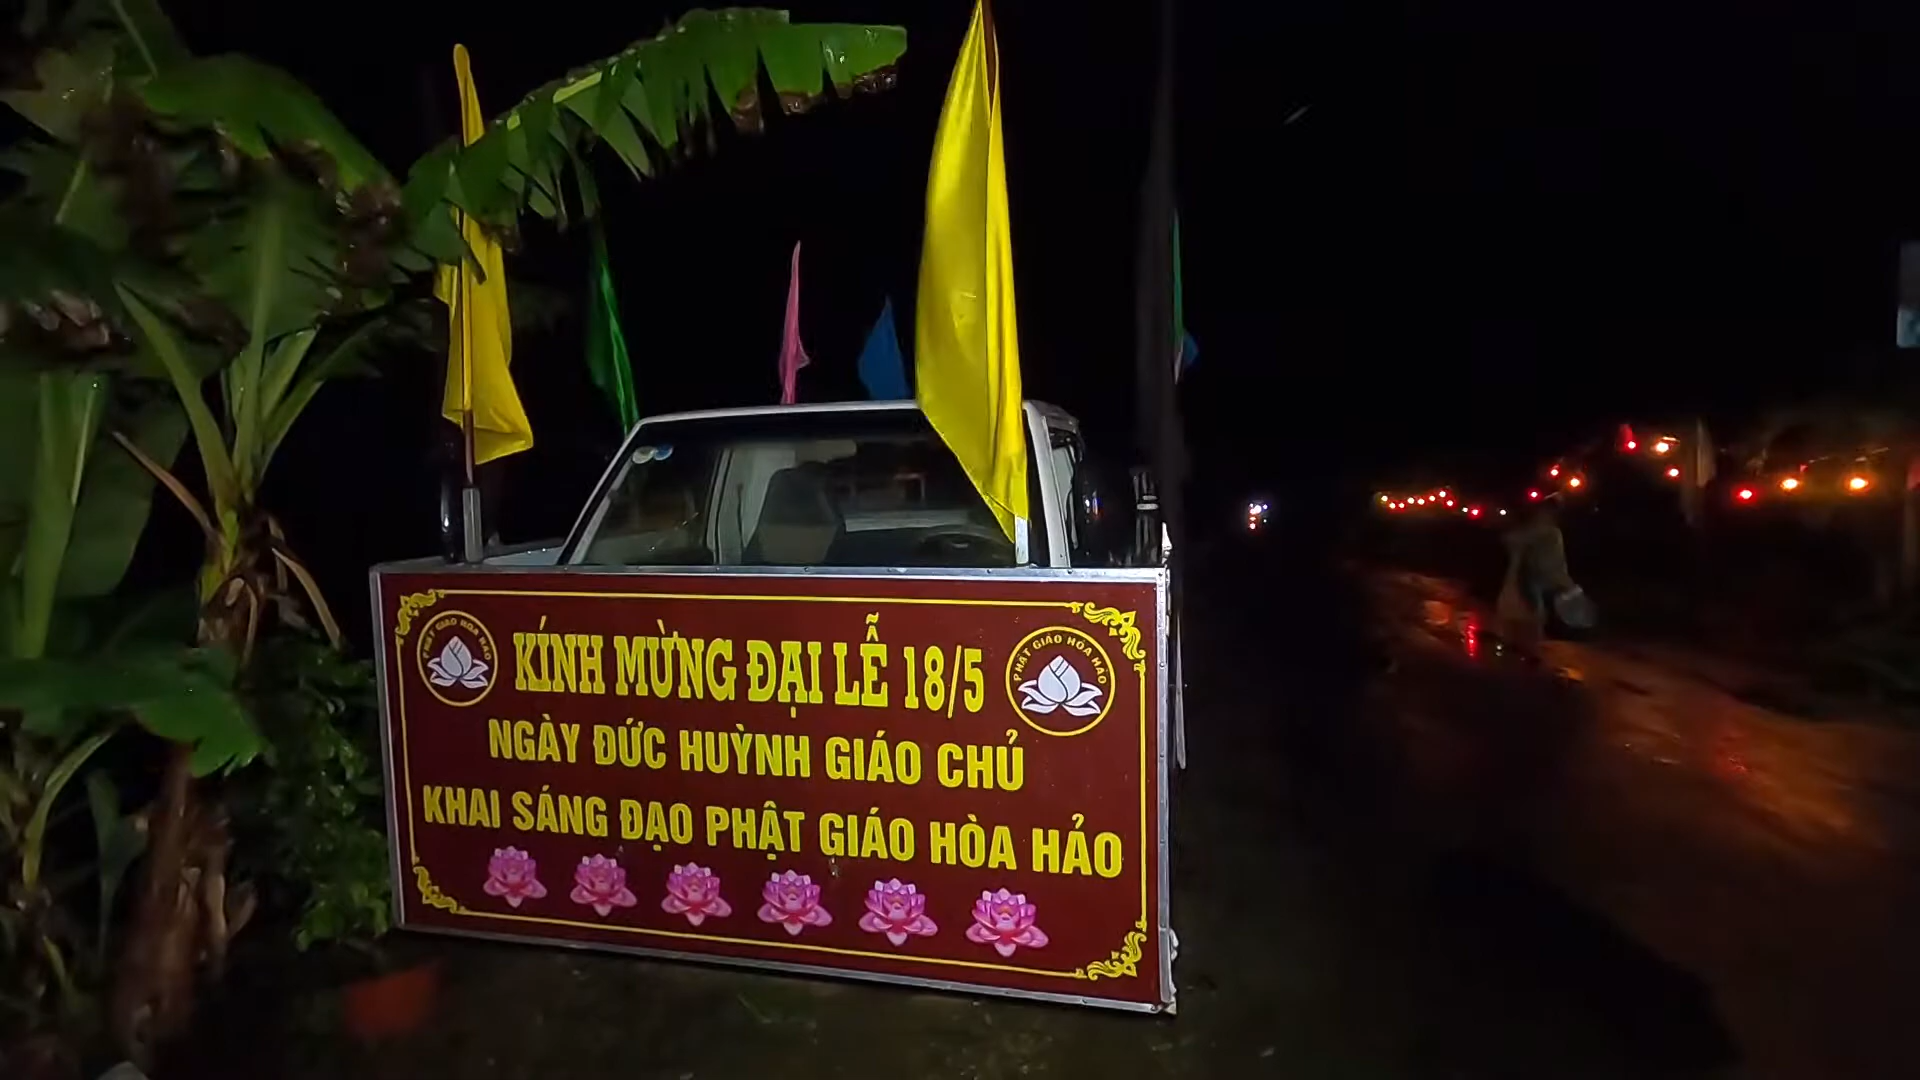 KÍNH MỪNG ĐẠI LỄ 18/5
NGÀY ĐỨC HUỲNH GIÁO CHỦ
KHAI SÁNG ĐẠO PHẬT GIÁO HÒA HẢO
PHẬT GIÁO HÒA HẢO
PHẬT GIÁO HÒA HẢO